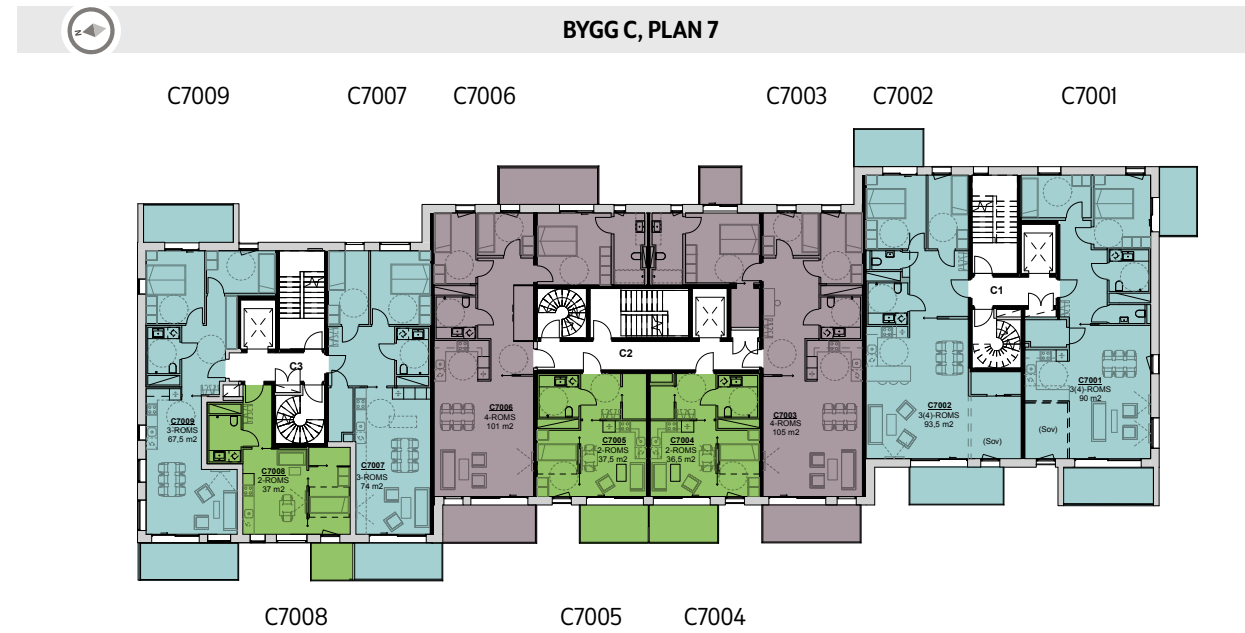 BYGG C, PLAN 7
N
C7009
C7007
C7006
C7003
C7002
C7001
C1
C2
C3
C7001
3(4)-ROMS
90 m2
C7002
3(4)-ROMS
93,5 m2
(Sov)
(Sov)
C7006
4-ROMS
101 m2
C7003
4-ROMS
105 m2
C7009
3-ROMS
67,5 m2
C7005
2-ROMS
37,5 m2
C7004
2-ROMS
36,5 m2
C7008
2-ROMS
37 m2
C7007
3-ROMS
74 m2
C7008
C7005
C7004